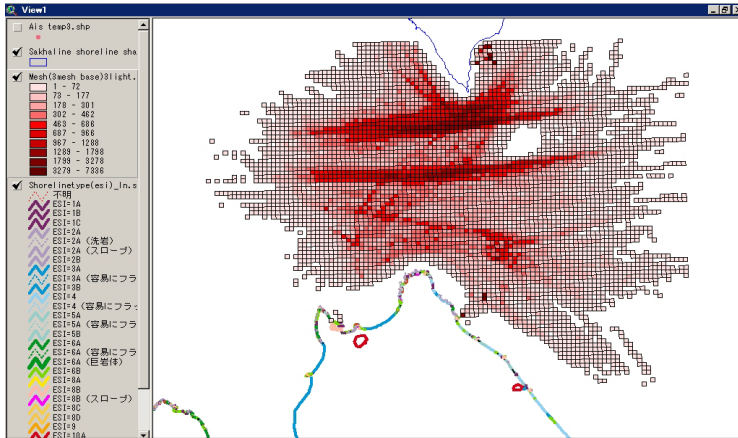 View1
Ais temp3.shp
Sakhaline shoreline sha
Mesh(3mesh base)3light.
1 - 72
73 - 177
178 - 301
302 - 462
463 - 686
687 - 966
967 - 1288
1289 - 1798
1799 - 3278
3279 - 7336
Shorelinetype(esi)_ln.s
不明
ESI=1A
ESI=1B
ESI=1C
ESI=2A
ESI=2A (洗岩)
ESI=2A (スロープ)
ESI=2B
ESI=3A
ESI=3A (容易にフラ
ESI=3B
ESI=4
ESI=4 (容易にフラッ
ESI=5A
ESI=5A (容易にフラ
ESI=5B
ESI=6A
ESI=6A (容易にフラ
ESI=6A (巨岩体)
ESI=6B
ESI=8A
ESI=8B
ESI=8B (スロープ)
ESI=8C
ESI=8D
ESI=9
ESI=10A